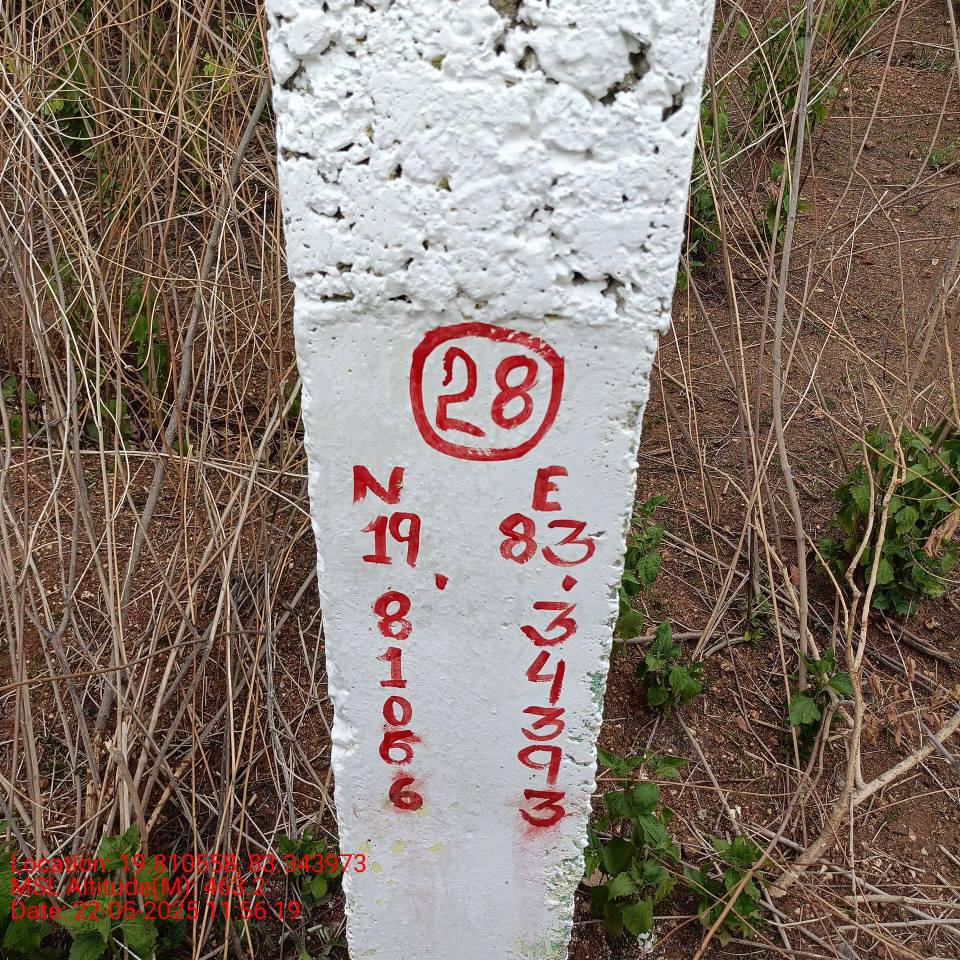 28
N E
19 83
. .
8 3
1 4
0 3
6 9
6 3
Location: 19.810558, 83.343973
MSL Altitude(M): 463.2
Date: 22-05-2025 11:56:19